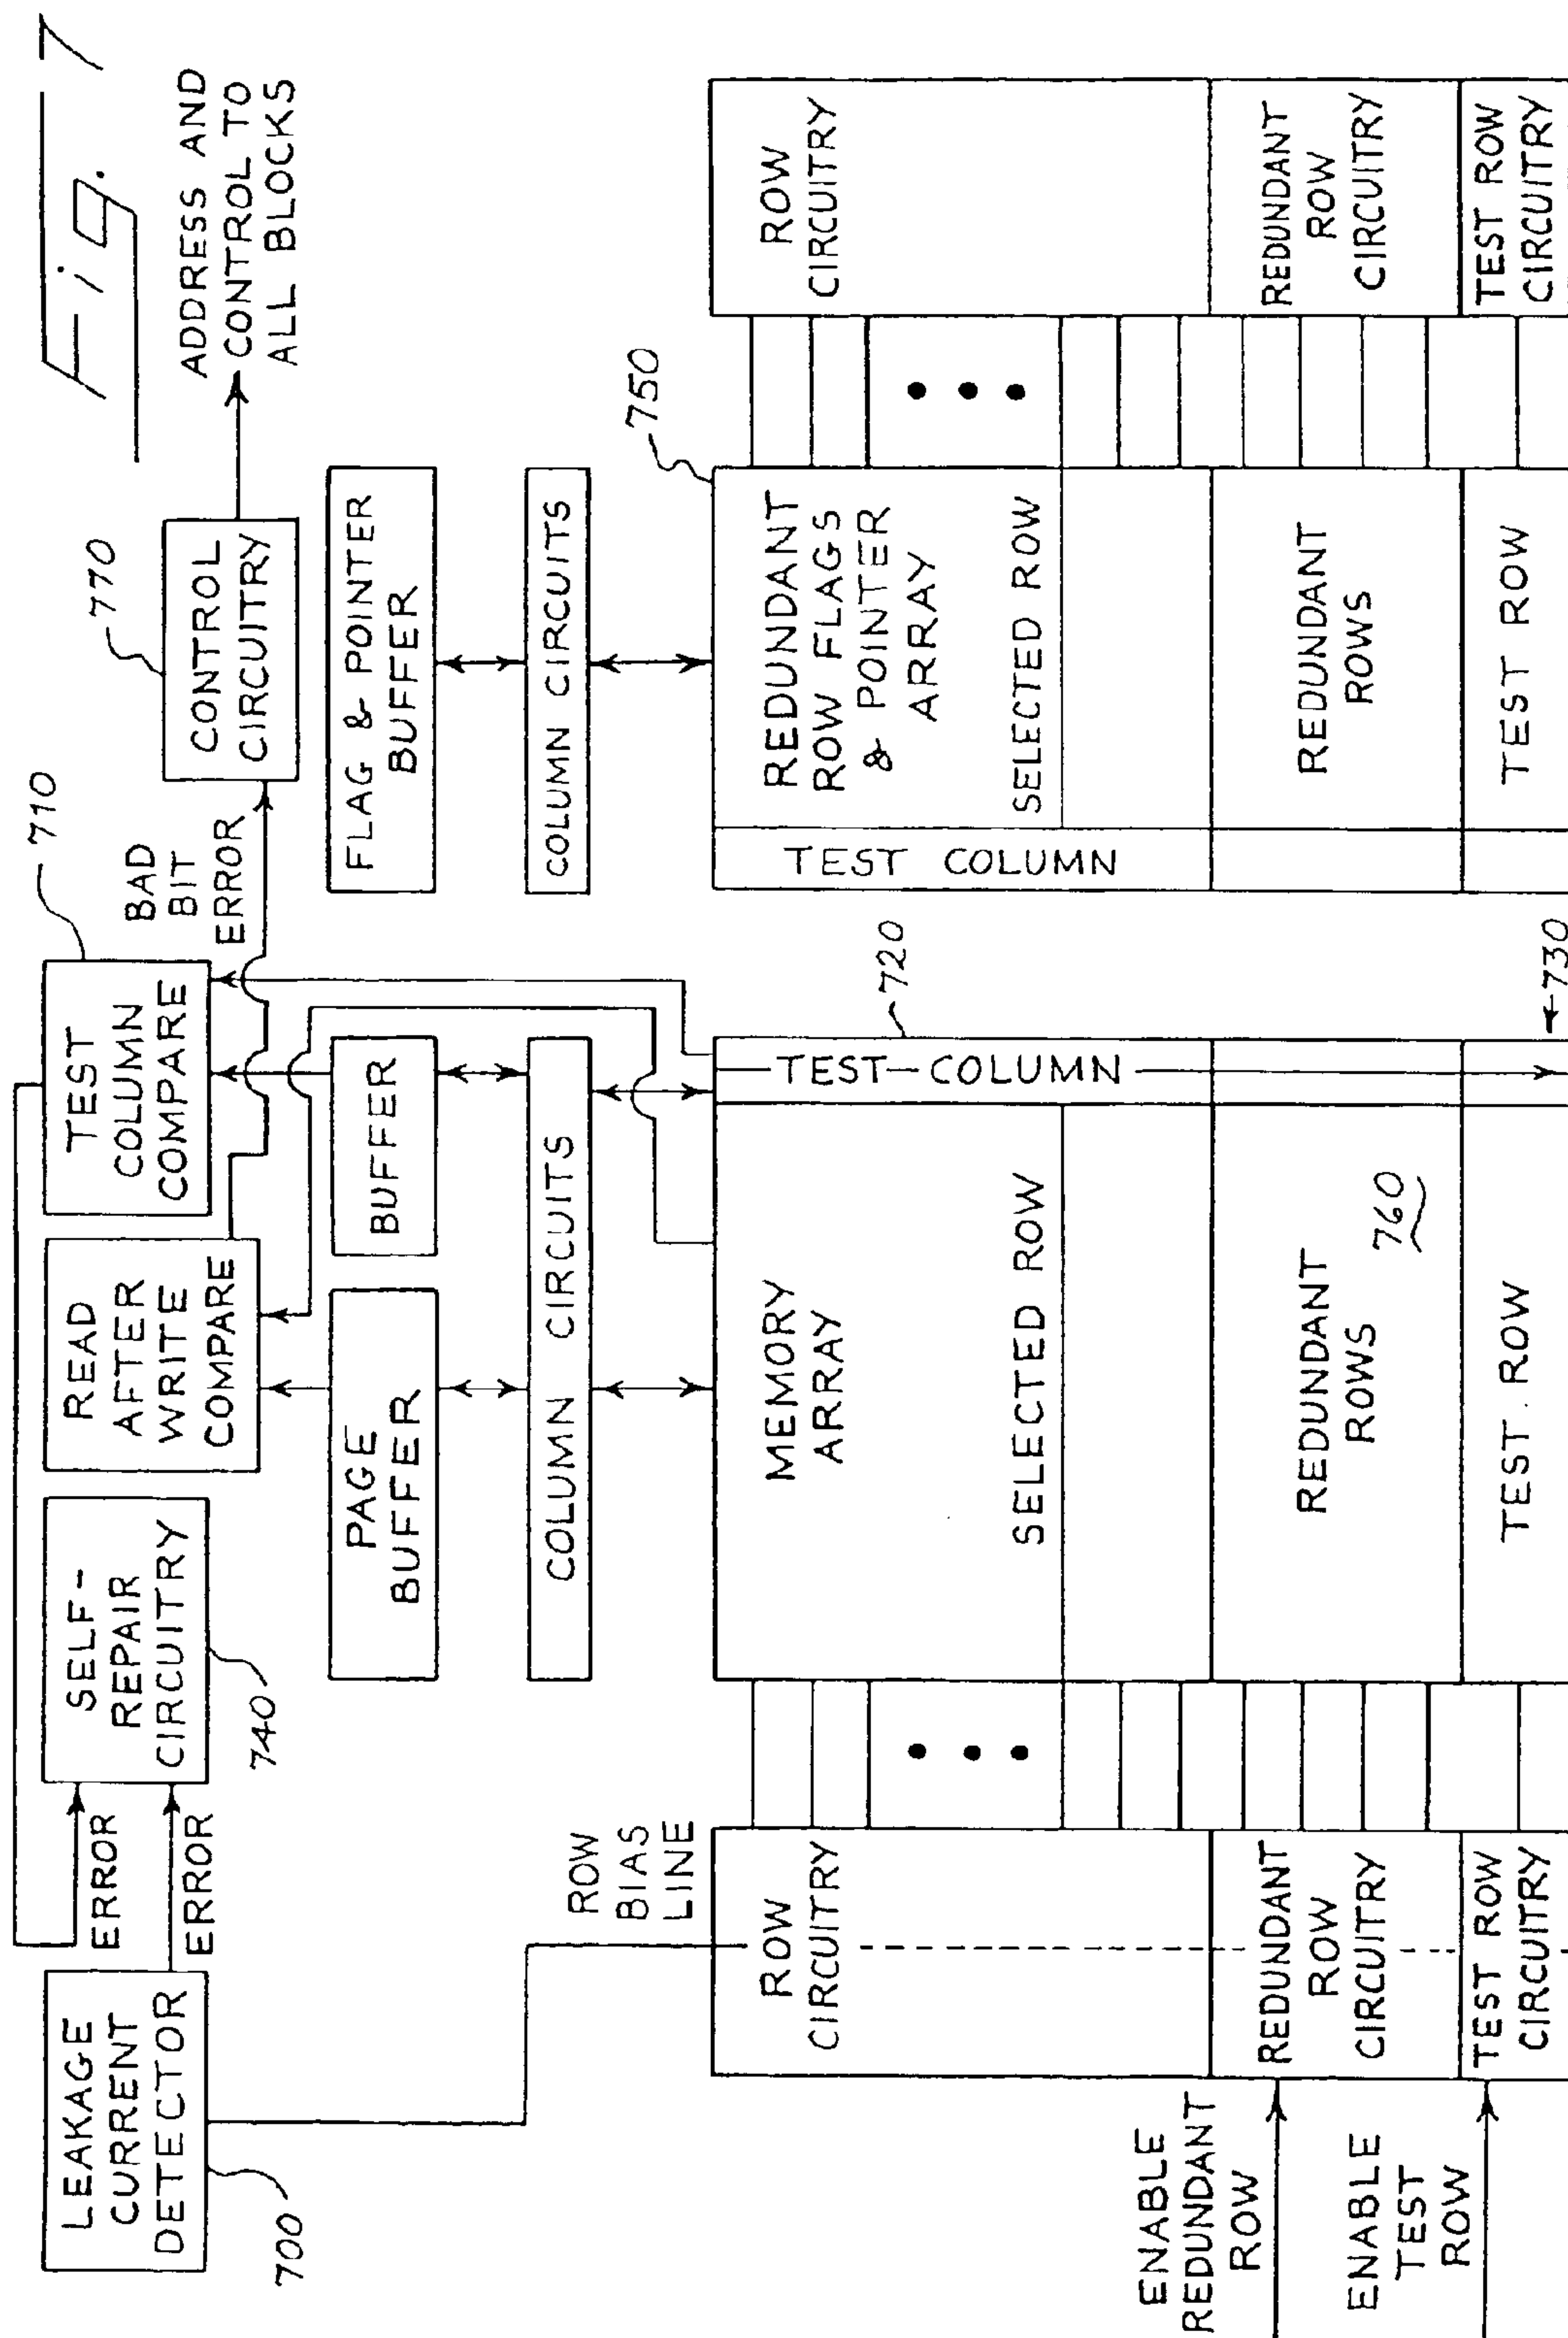 Fig. 7
LEAKAGE
CURRENT
DETECTOR
700
ERROR
ERROR
SELF-
REPAIR
CIRCUITRY
740
READ
AFTER
WRITE
COMPARE
TEST
COLUMN
COMPARE
710
BAD
BIT
ERROR
CONTROL
CIRCUITRY
770
ADDRESS AND
CONTROL TO
ALL BLOCKS
PAGE
BUFFER
BUFFER
FLAG & POINTER
BUFFER
COLUMN CIRCUITS
COLUMN CIRCUITS
ROW
BIAS
LINE
ROW
CIRCUITRY
MEMORY
ARRAY
SELECTED ROW
TEST COLUMN
720
TEST COLUMN
REDUNDANT
ROW FLAGS
& POINTER
ARRAY
SELECTED ROW
750
ROW
CIRCUITRY
ENABLE
REDUNDANT
ROW
REDUNDANT
ROW
CIRCUITRY
REDUNDANT
ROWS
760
REDUNDANT
ROWS
REDUNDANT
ROW
CIRCUITRY
ENABLE
TEST
ROW
TEST ROW
CIRCUITRY
TEST ROW
730
TEST ROW
TEST ROW
CIRCUITRY